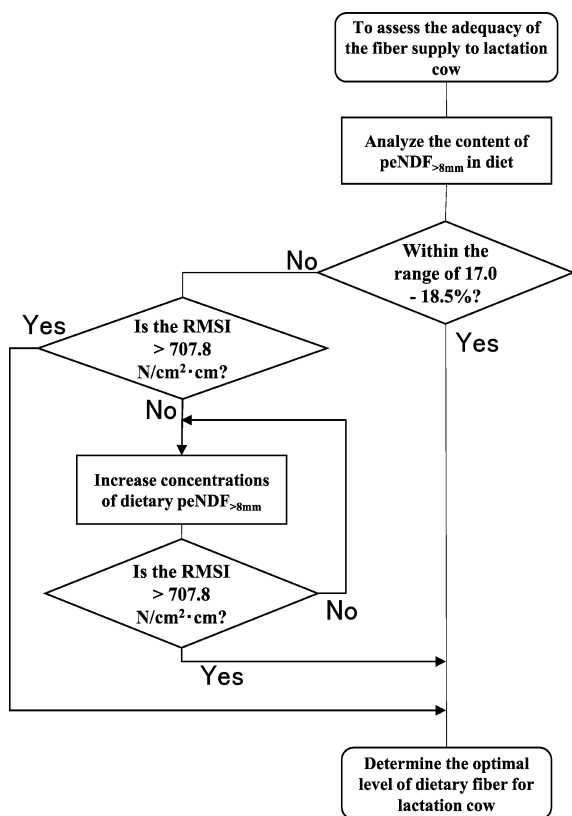 To assess the adequacy of
the fiber supply to lactation
cow
Analyze the content of
peNDF>8mm in diet
Within the
range of 17.0
- 18.5%?
No
Yes
Yes
Is the RMSI
> 707.8
N/cm²·cm?
No
Increase concentrations
of dietary peNDF>8mm
Is the RMSI
> 707.8
N/cm²·cm?
No
Yes
Determine the optimal
level of dietary fiber for
lactation cow